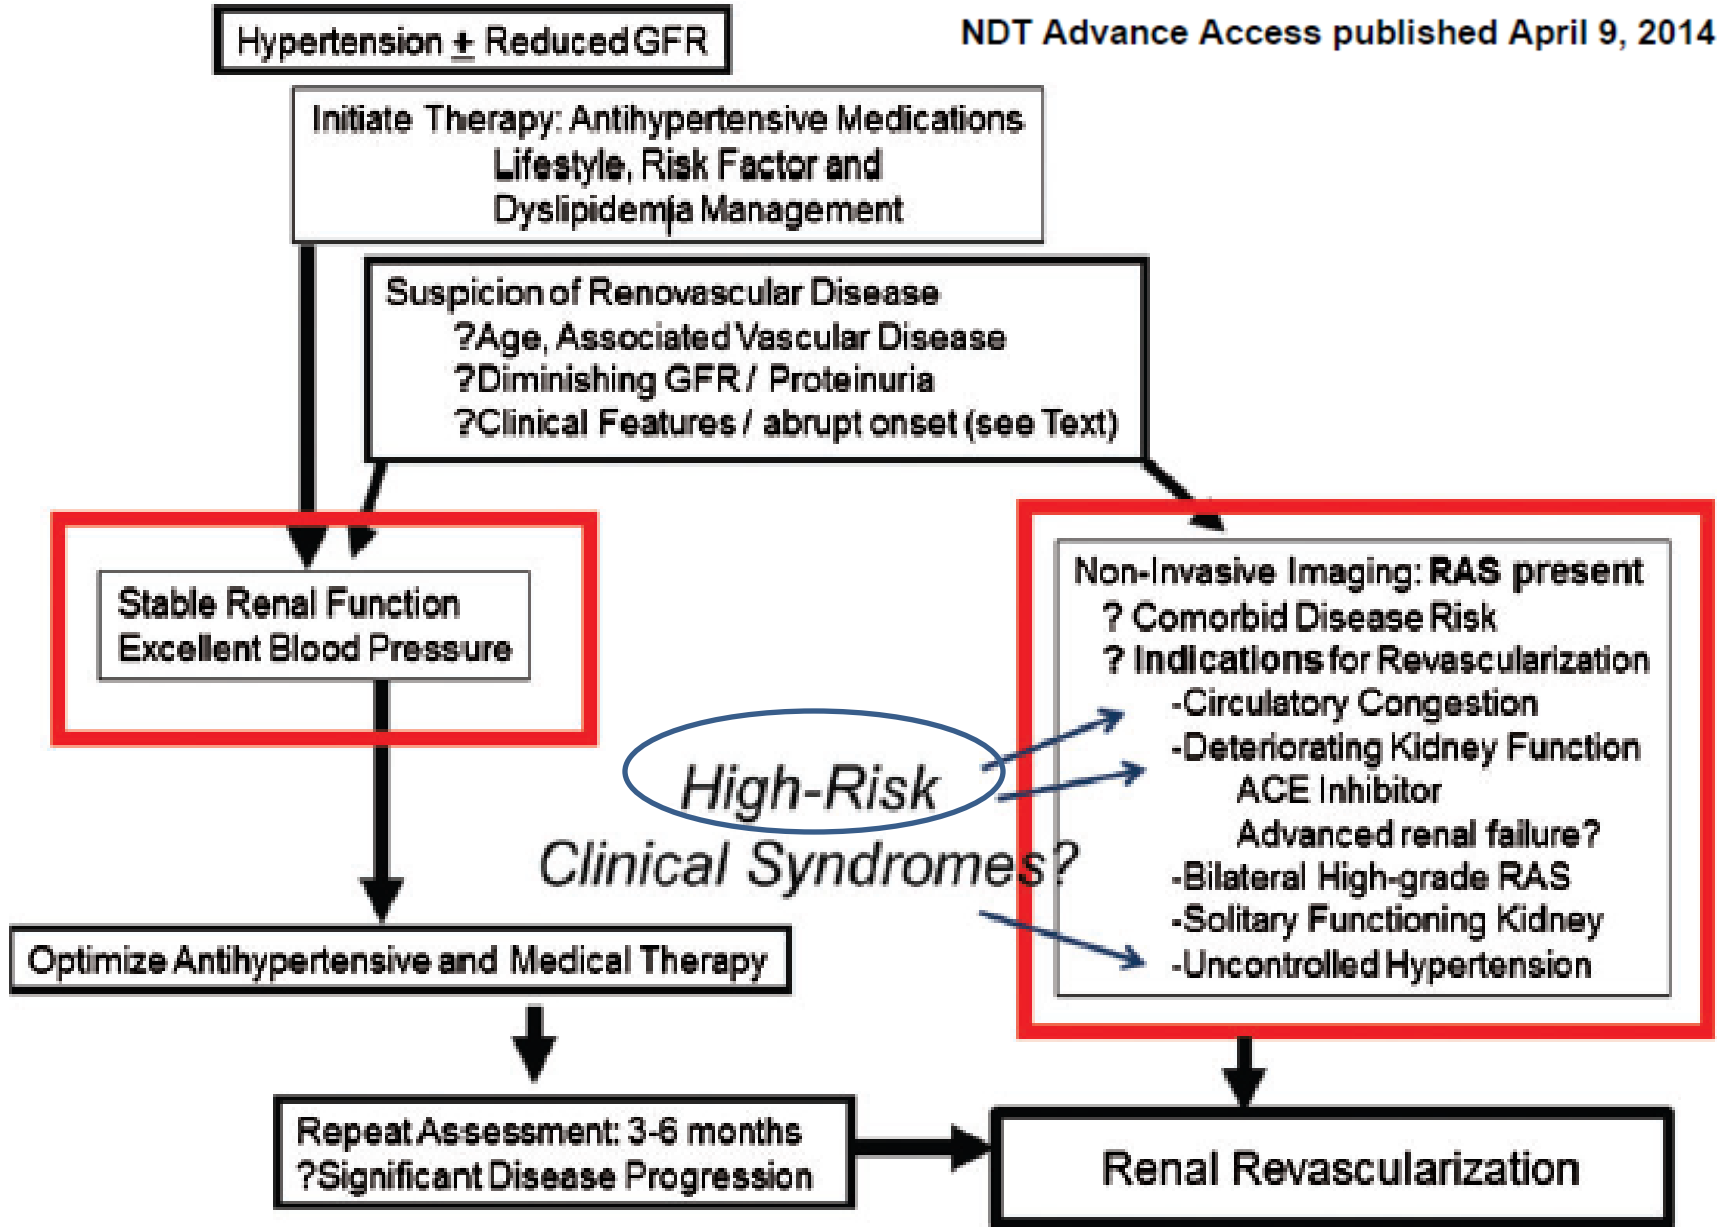 Hypertension ± Reduced GFR
NDT Advance Access published April 9, 2014
Initiate Therapy: Antihypertensive Medications
Lifestyle, Risk Factor and
Dyslipidemia Management
Suspicion of Renovascular Disease
?Age, Associated Vascular Disease
?Diminishing GFR / Proteinuria
?Clinical Features / abrupt onset (see Text)
Stable Renal Function
Excellent Blood Pressure
Non-Invasive Imaging: RAS present
? Comorbid Disease Risk
? Indications for Revascularization
-Circulatory Congestion
-Deteriorating Kidney Function
ACE Inhibitor
Advanced renal failure?
-Bilateral High-grade RAS
-Solitary Functioning Kidney
-Uncontrolled Hypertension
High-Risk
Clinical Syndromes?
Optimize Antihypertensive and Medical Therapy
Repeat Assessment: 3-6 months
?Significant Disease Progression
Renal Revascularization